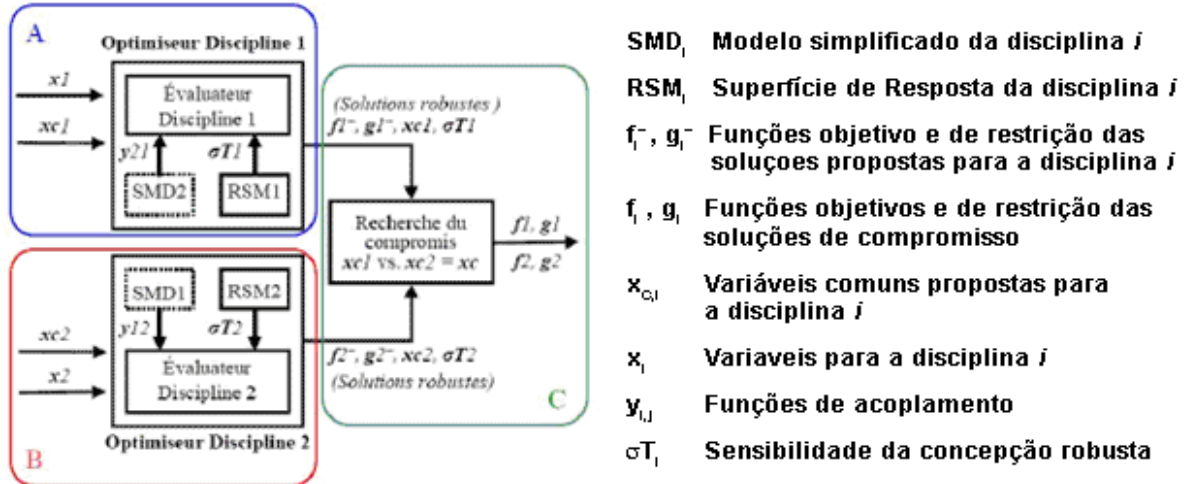 A
Optimiseur Discipline 1
x1
xc1
Évaluateur
Discipline 1
y21
σT1
SMD2
RSM1
(Solutions robustes )
f1⁻, g1⁻, xc1, σT1
Recherche du
compromis
xc1 vs. xc2 = xc
f1, g1
f2, g2
SMD1
RSM2
y12
σT2
xc2
x2
Évaluateur
Discipline 2
f2⁻, g2⁻, xc2, σT2
(Solutions robustes)
C
Optimiseur Discipline 2
B
SMDᵢ Modelo simplificado da disciplina i
RSMᵢ Superfície de Resposta da disciplina i
fᵢ⁻, gᵢ⁻ Funções objetivo e de restrição das
soluçoes propostas para a disciplina i
fᵢ , gᵢ Funções objetivos e de restrição das
soluções de compromisso
x_c,i Variáveis comuns propostas para
a disciplina i
xᵢ Variaveis para a disciplina i
y_i,j Funções de acoplamento
σTᵢ Sensibilidade da concepção robusta